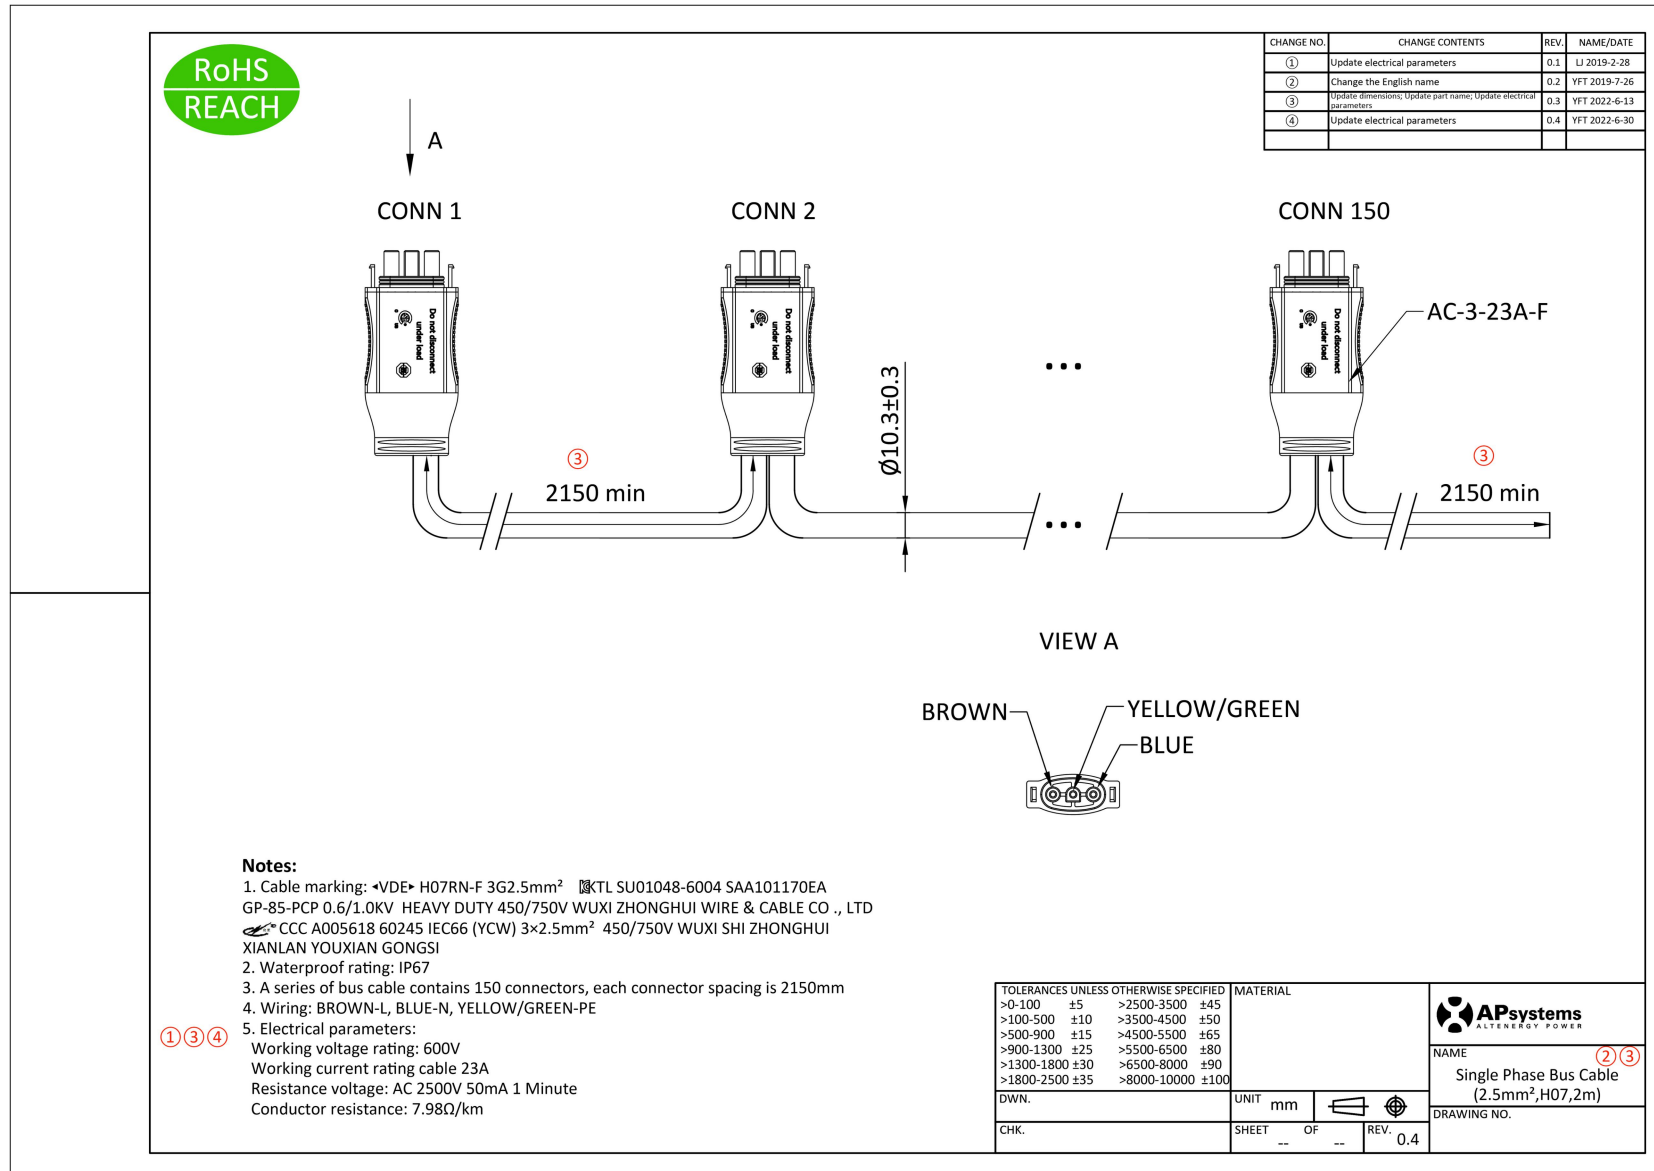 RoHS
REACH
CHANGE NO. CHANGE CONTENTS REV. NAME/DATE
① Update electrical parameters 0.1 LJ 2019-2-28
② Change the English name 0.2 YFT 2019-7-26
③ Update dimensions; Update part name; Update electrical
parameters 0.3 YFT 2022-6-13
④ Update electrical parameters 0.4 YFT 2022-6-30
A
CONN 1 CONN 2 CONN 150
Do not disconnect
under load
Do not disconnect
under load
Do not disconnect
under load
AC-3-23A-F
...
Ø10.3±0.3
③ ③
2150 min 2150 min
...
VIEW A
BROWN YELLOW/GREEN
BLUE
Notes:
1. Cable marking: ◂VDE▸ H07RN-F 3G2.5mm² KTL SU01048-6004 SAA101170EA
GP-85-PCP 0.6/1.0KV HEAVY DUTY 450/750V WUXI ZHONGHUI WIRE & CABLE CO ., LTD
CCC A005618 60245 IEC66 (YCW) 3×2.5mm² 450/750V WUXI SHI ZHONGHUI
XIANLAN YOUXIAN GONGSI
2. Waterproof rating: IP67
3. A series of bus cable contains 150 connectors, each connector spacing is 2150mm
4. Wiring: BROWN-L, BLUE-N, YELLOW/GREEN-PE
①③④ 5. Electrical parameters:
Working voltage rating: 600V
Working current rating cable 23A
Resistance voltage: AC 2500V 50mA 1 Minute
Conductor resistance: 7.98Ω/km
TOLERANCES UNLESS OTHERWISE SPECIFIED
>0-100 ±5 >2500-3500 ±45
>100-500 ±10 >3500-4500 ±50
>500-900 ±15 >4500-5500 ±65
>900-1300 ±25 >5500-6500 ±80
>1300-1800 ±30 >6500-8000 ±90
>1800-2500 ±35 >8000-10000 ±100
MATERIAL
APsystems
ALTENERGY POWER
NAME ②③
Single Phase Bus Cable
(2.5mm²,H07,2m)
DWN. UNIT mm
DRAWING NO.
CHK. SHEET -- OF -- REV. 0.4